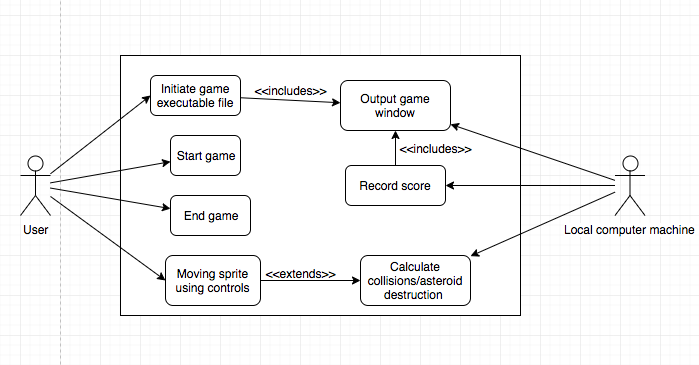 Initiate game
executable file
<<includes>>
Output game
window
Start game
<<includes>>
Record score
End game
User
Local computer machine
Moving sprite
using controls
<<extends>>
Calculate
collisions/asteroid
destruction